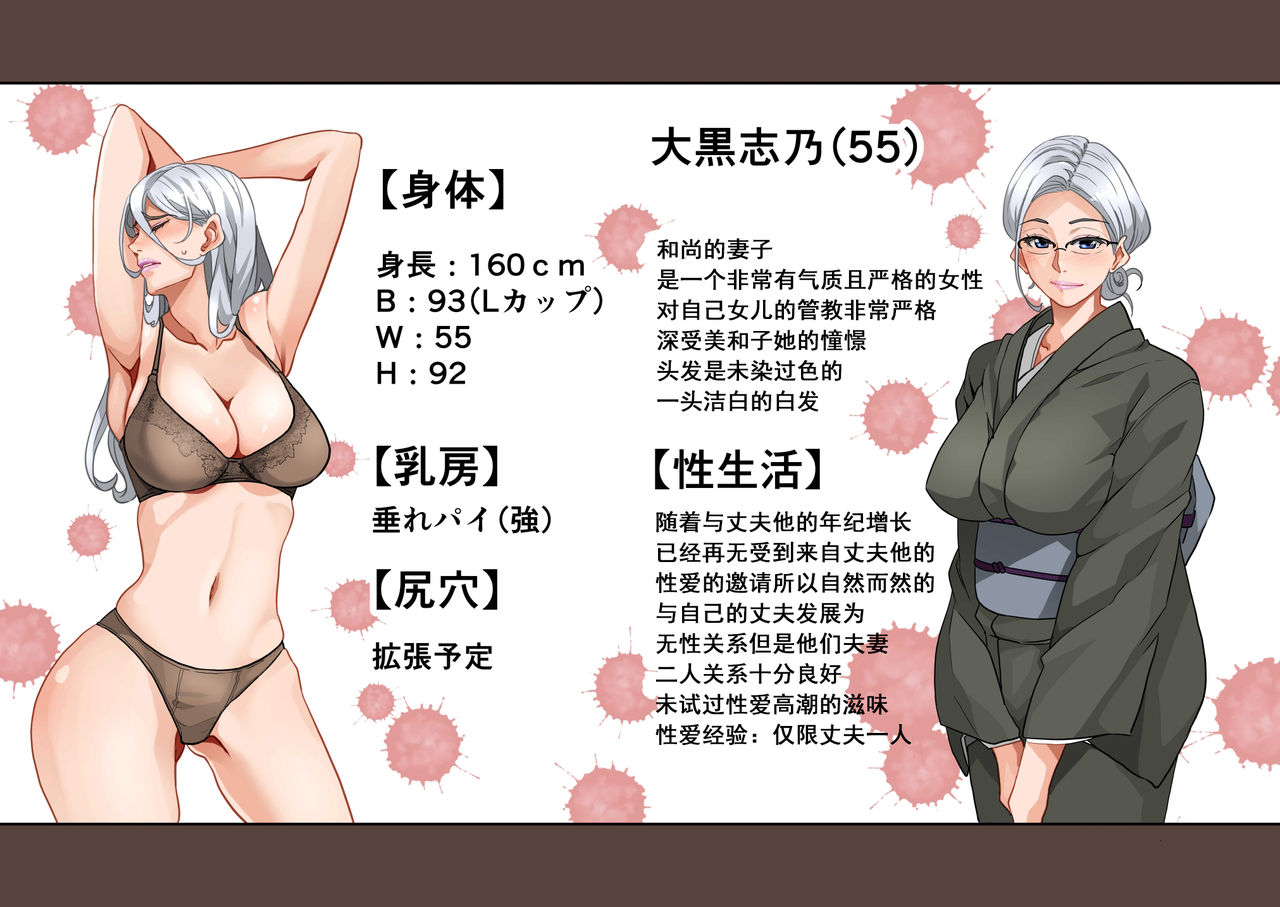 【身体】
身長：160ｃｍ
B：93(Lカップ)
W：55
H：92
【乳房】
垂れパイ(強)
【尻穴】
拡張予定
大黒志乃(55)
和尚的妻子
是一个非常有气质且严格的女性
对自己女儿的管教非常严格
深受美和子她的憧憬
头发是未染过色的
一头洁白的白发
【性生活】
随着与丈夫他的年纪增长
已经再无受到来自丈夫他的
性爱的邀请所以自然而然的
与自己的丈夫发展为
无性关系但是他们夫妻
二人关系十分良好
未试过性爱高潮的滋味
性爱经验：仅限丈夫一人